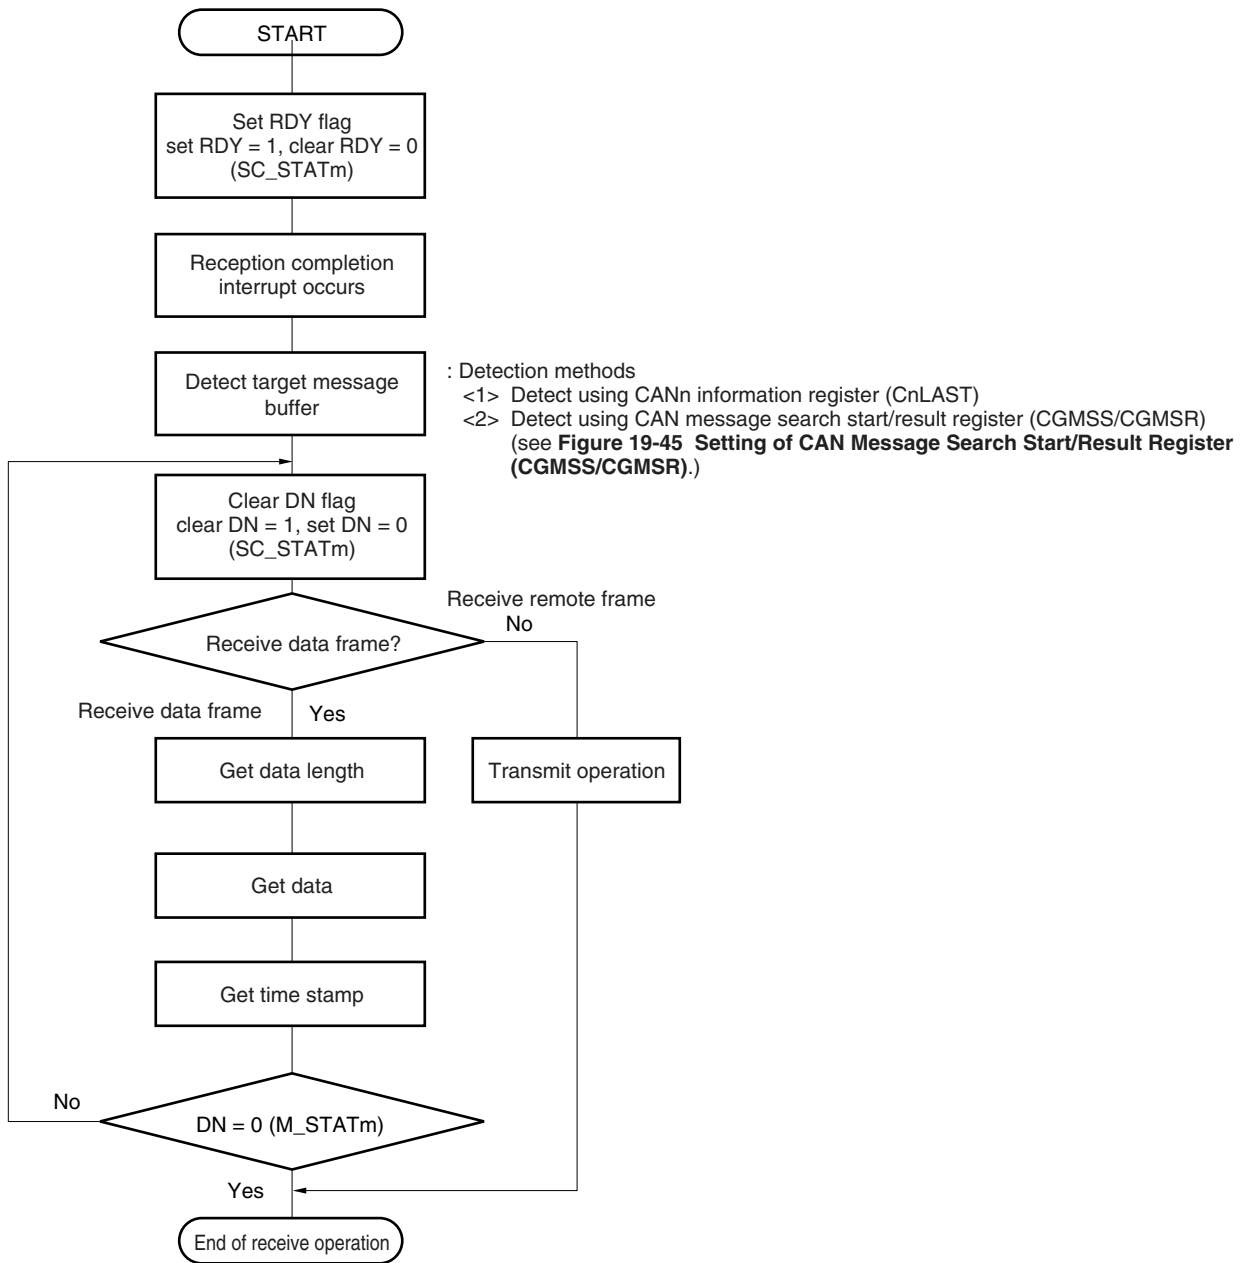 START
Set RDY flag
set RDY = 1, clear RDY = 0
(SC_STATm)
Reception completion
interrupt occurs
Detect target message
buffer
: Detection methods
<1> Detect using CANn information register (CnLAST)
<2> Detect using CAN message search start/result register (CGMSS/CGMSR)
(see Figure 19-45 Setting of CAN Message Search Start/Result Register
(CGMSS/CGMSR).)
Clear DN flag
clear DN = 1, set DN = 0
(SC_STATm)
Receive remote frame
No
Receive data frame?
Receive data frame
Yes
Get data length
Transmit operation
Get data
Get time stamp
No
DN = 0 (M_STATm)
Yes
End of receive operation